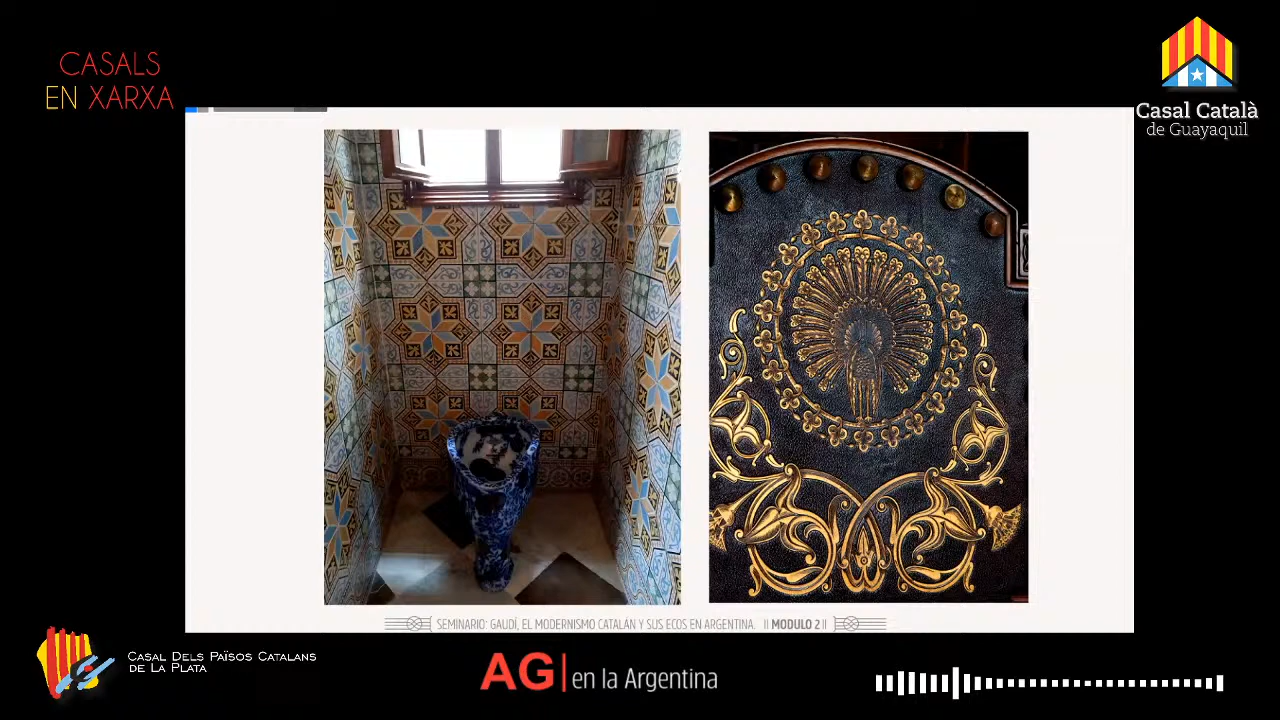 CASALS
EN XARXA
Casal Català
de Guayaquil
SEMINARIO: GAUDÍ, EL MODERNISMO CATALAN Y SUS ECOS EN ARGENTINA. || MODULO 2 ||
CASAL DELS PAÏSOS CATALANS
DE LA PLATA
AG| en la Argentina